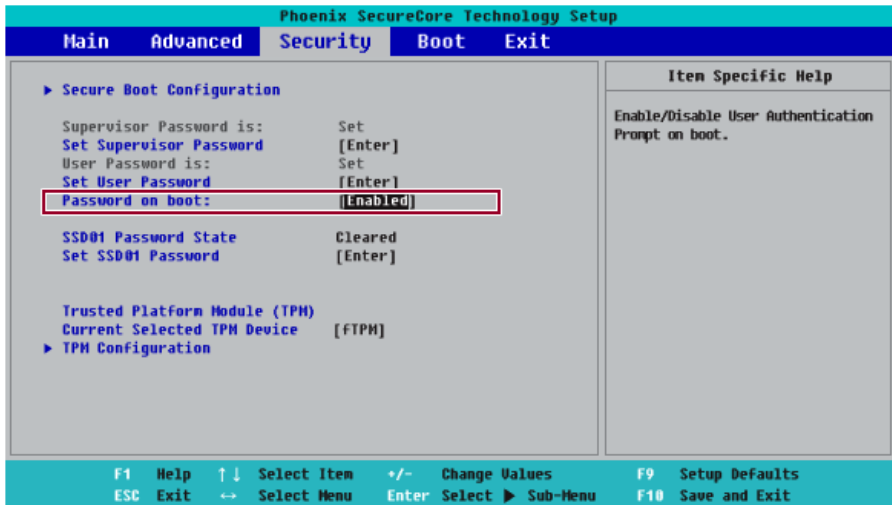 Phoenix SecureCore Technology Setup
Main Advanced Security Boot Exit
▶ Secure Boot Configuration
Supervisor Password is: Set
Set Supervisor Password [Enter]
User Password is: Set
Set User Password [Enter]
Password on boot: [Enabled]
SSD01 Password State Cleared
Set SSD01 Password [Enter]
Trusted Platform Module (TPM)
Current Selected TPM Device [fTPM]
▶ TPM Configuration
Item Specific Help
Enable/Disable User Authentication
Prompt on boot.
F1 Help ↑↓ Select Item +/- Change Values F9 Setup Defaults
ESC Exit ↔ Select Menu Enter Select ▶ Sub-Menu F10 Save and Exit